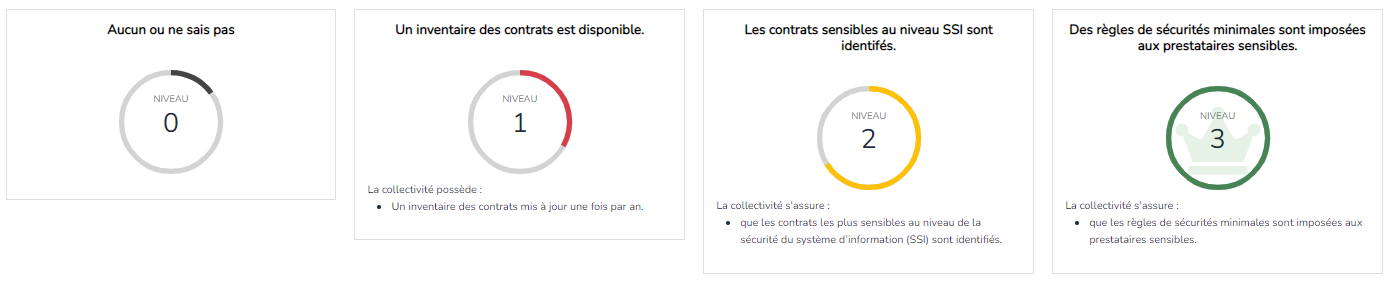 Aucun ou ne sais pas
NIVEAU
0
Un inventaire des contrats est disponible.
NIVEAU
1
La collectivité possède :
• Un inventaire des contrats mis à jour une fois par an.
Les contrats sensibles au niveau SSI sont
identifiés.
NIVEAU
2
La collectivité s'assure :
• que les contrats les plus sensibles au niveau de la
sécurité du système d'information (SSI) sont identifiés.
Des règles de sécurités minimales sont imposées
aux prestataires sensibles.
NIVEAU
3
La collectivité s'assure :
• que les règles de sécurités minimales sont imposées aux
prestataires sensibles.